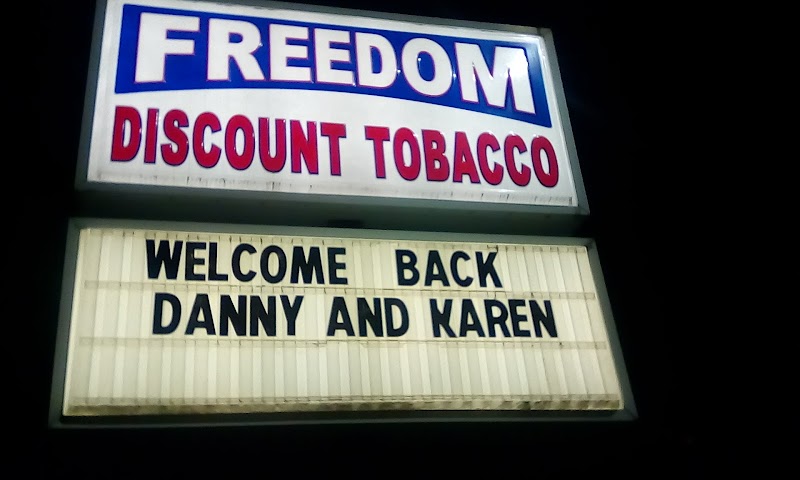 FREEDOM
DISCOUNT TOBACCO
WELCOME BACK
DANNY AND KAREN